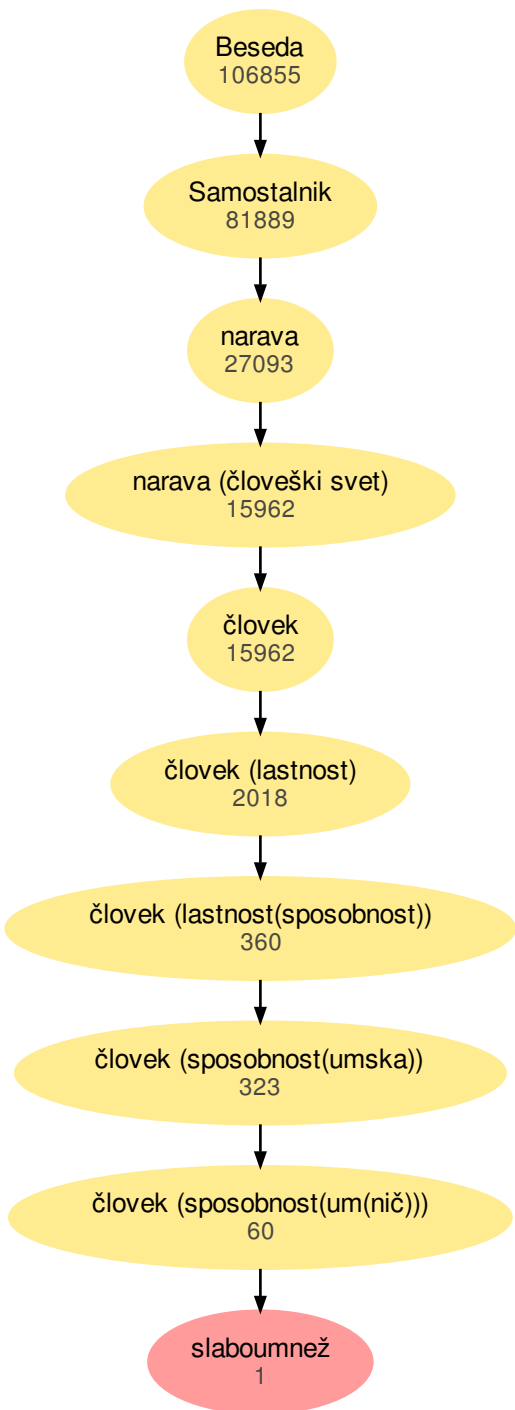 Beseda
106855
Samostalnik
81889
narava
27093
narava (človeški svet)
15962
človek
15962
človek (lastnost)
2018
človek (lastnost(sposobnost))
360
človek (sposobnost(umska))
323
človek (sposobnost(um(nič)))
60
slaboumnež
1